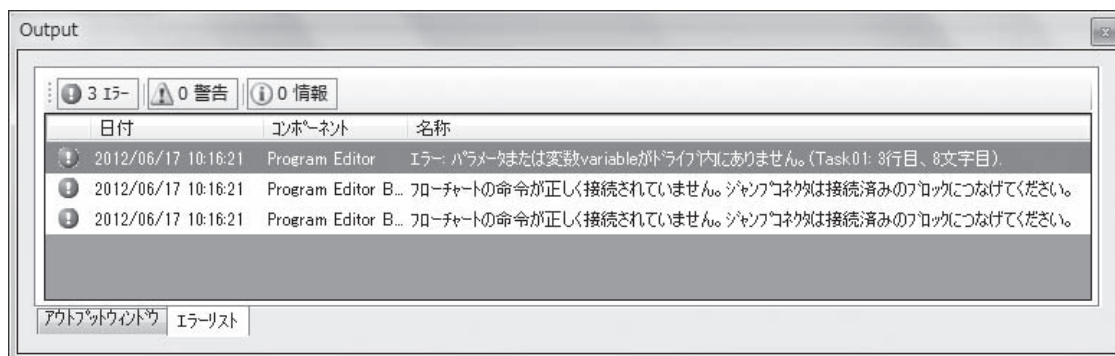 Output
3 ｴﾗｰ 0 警告 0 情報
日付 ｺﾝﾎﾟｰﾈﾝﾄ 名称
2012/06/17 10:16:21 Program Editor ｴﾗｰ: ﾊﾟﾗﾒｰﾀまたは変数variableがﾄﾞﾗｲﾌﾞ内にありません。(Task01: 3行目、8文字目).
2012/06/17 10:16:21 Program Editor B... ﾌﾛｰﾁｬｰﾄの命令が正しく接続されていません。ｼﾞｬﾝﾌﾟｺﾈｸﾀは接続済みのﾌﾞﾛｯｸにつなげてください。
2012/06/17 10:16:21 Program Editor B... ﾌﾛｰﾁｬｰﾄの命令が正しく接続されていません。ｼﾞｬﾝﾌﾟｺﾈｸﾀは接続済みのﾌﾞﾛｯｸにつなげてください。
ｱｳﾄﾌﾟｯﾄｳｨﾝﾄﾞｳ ｴﾗｰﾘｽﾄ